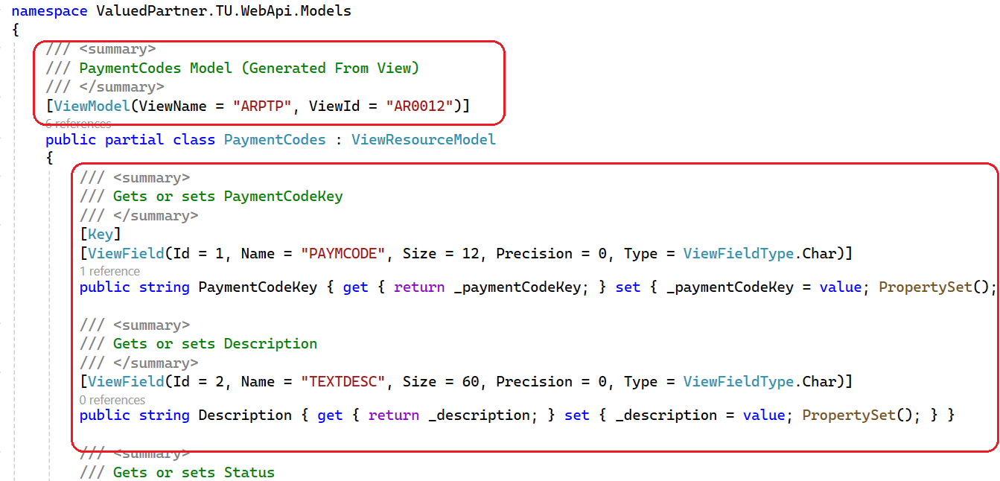 namespace ValuedPartner.TU.WebApi.Models
{
/// <summary>
/// PaymentCodes Model (Generated From View)
/// </summary>
[ViewModel(ViewName = "ARPTP", ViewId = "AR0012")]
6 references
public partial class PaymentCodes : ViewResourceModel
{
/// <summary>
/// Gets or sets PaymentCodeKey
/// </summary>
[Key]
[ViewField(Id = 1, Name = "PAYMCODE", Size = 12, Precision = 0, Type = ViewFieldType.Char)]
1 reference
public string PaymentCodeKey { get { return _paymentCodeKey; } set { _paymentCodeKey = value; PropertySet();
/// <summary>
/// Gets or sets Description
/// </summary>
[ViewField(Id = 2, Name = "TEXTDESC", Size = 60, Precision = 0, Type = ViewFieldType.Char)]
0 references
public string Description { get { return _description; } set { _description = value; PropertySet(); } }
/// <summary>
/// Gets or sets Status